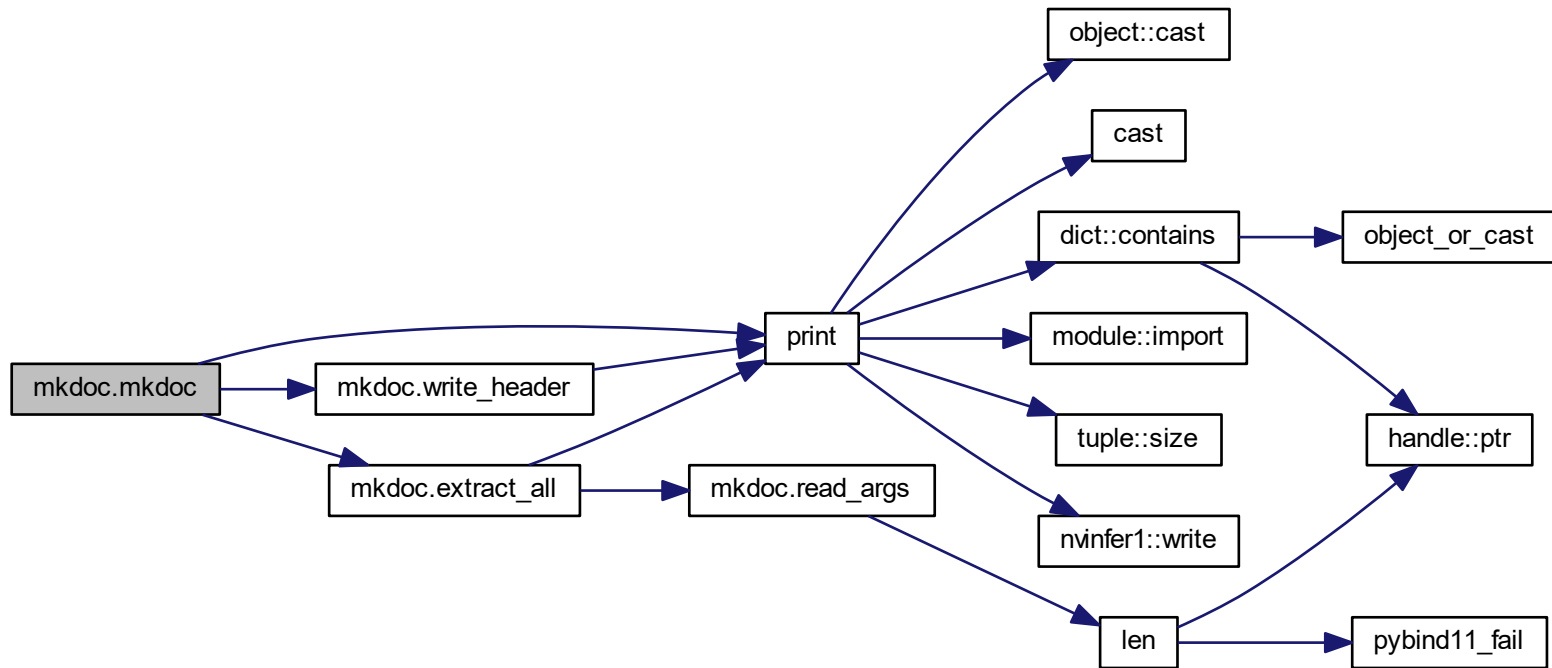 object::cast
cast
dict::contains
object_or_cast
print
module::import
mkdoc.mkdoc
mkdoc.write_header
tuple::size
handle::ptr
mkdoc.extract_all
mkdoc.read_args
nvinfer1::write
len
pybind11_fail